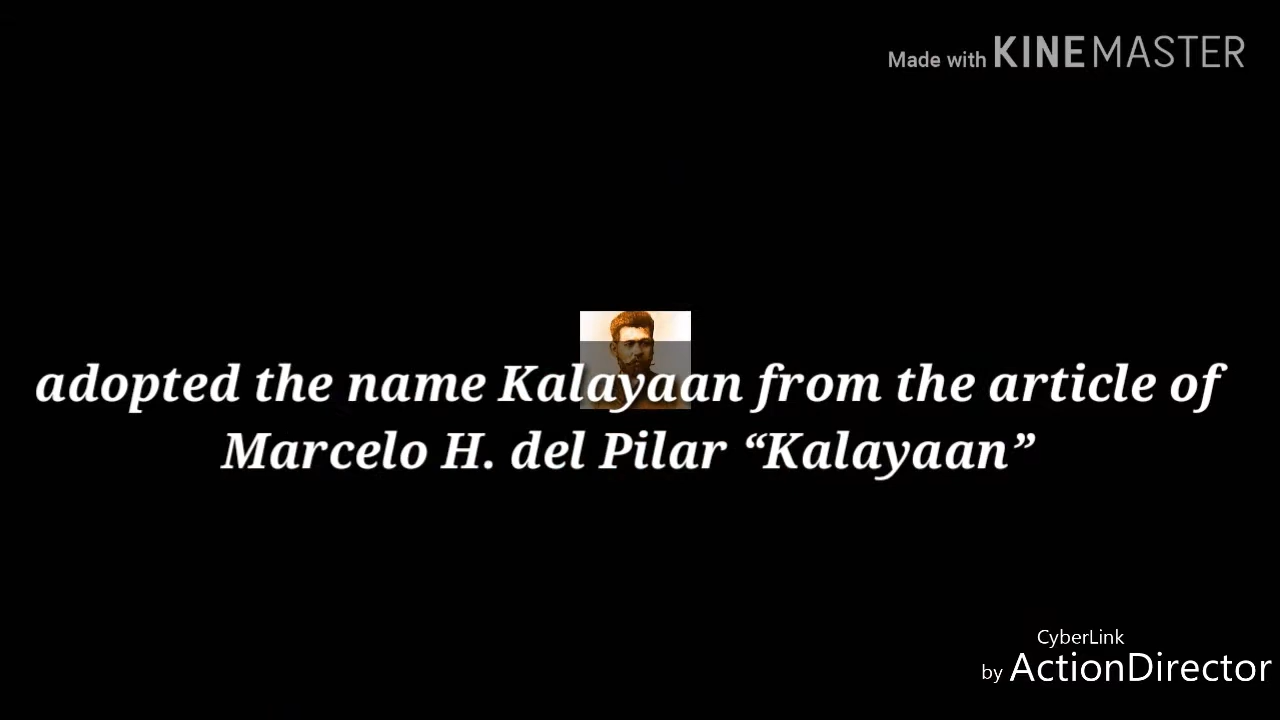 Made with KINEMASTER
adopted the name Kalayaan from the article of
Marcelo H. del Pilar “Kalayaan”
CyberLink
by ActionDirector